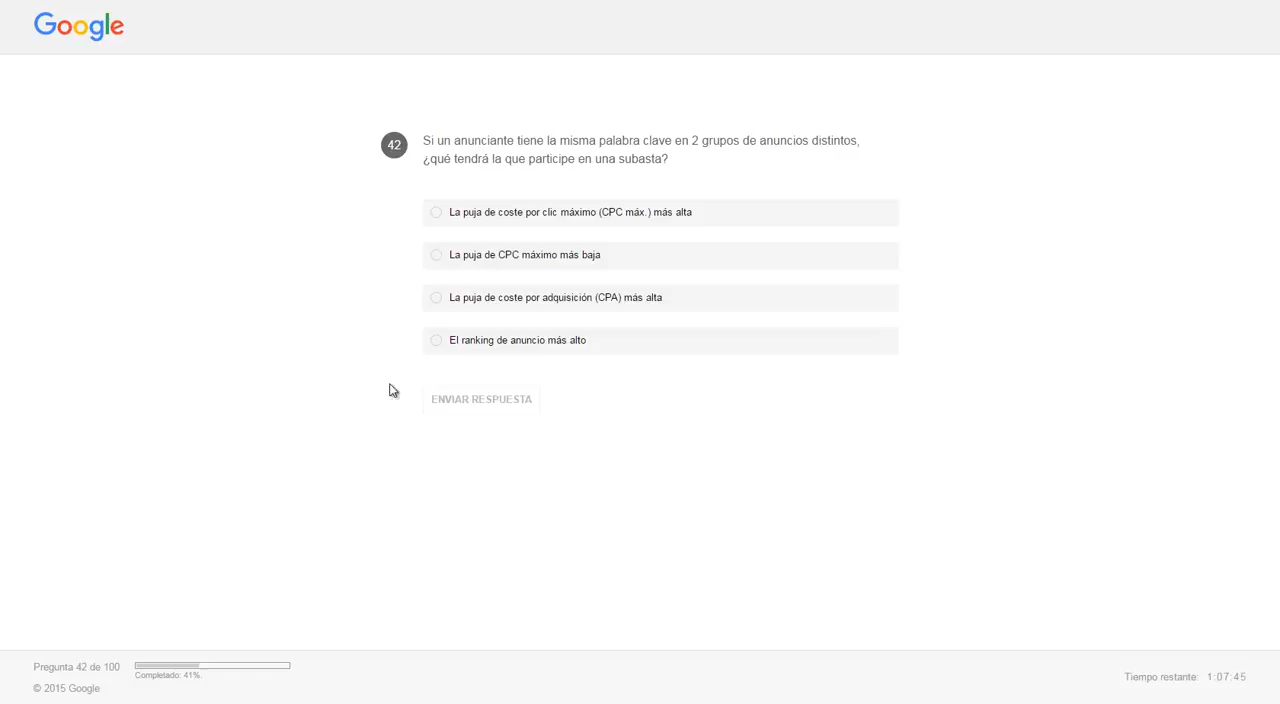 Google
42
Si un anunciante tiene la misma palabra clave en 2 grupos de anuncios distintos,
¿qué tendrá la que participe en una subasta?
La puja de coste por clic máximo (CPC máx.) más alta
La puja de CPC máximo más baja
La puja de coste por adquisición (CPA) más alta
El ranking de anuncio más alto
ENVIAR RESPUESTA
Pregunta 42 de 100
Completado: 41%.
© 2015 Google
Tiempo restante: 1:07:45